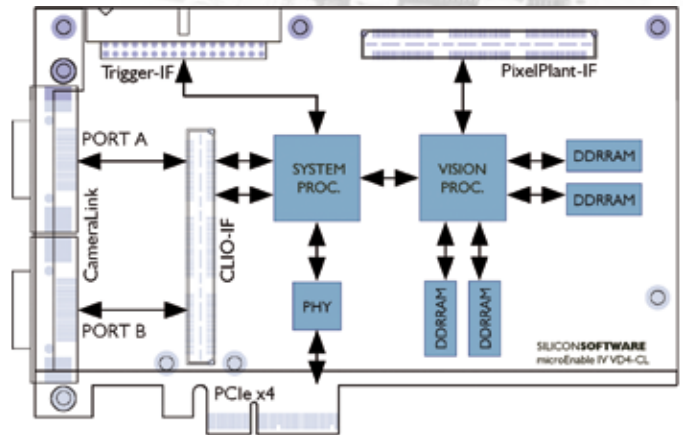 Trigger-IF
PixelPlant-IF
PORT A
SYSTEM
PROC.
VISION
PROC.
DDRRAM
DDRRAM
CameraLink
CLIO-IF
PHY
DDRRAM
DDRRAM
PORT B
SILICONSOFTWARE
microEnable IV VD4-CL
PCIe x4